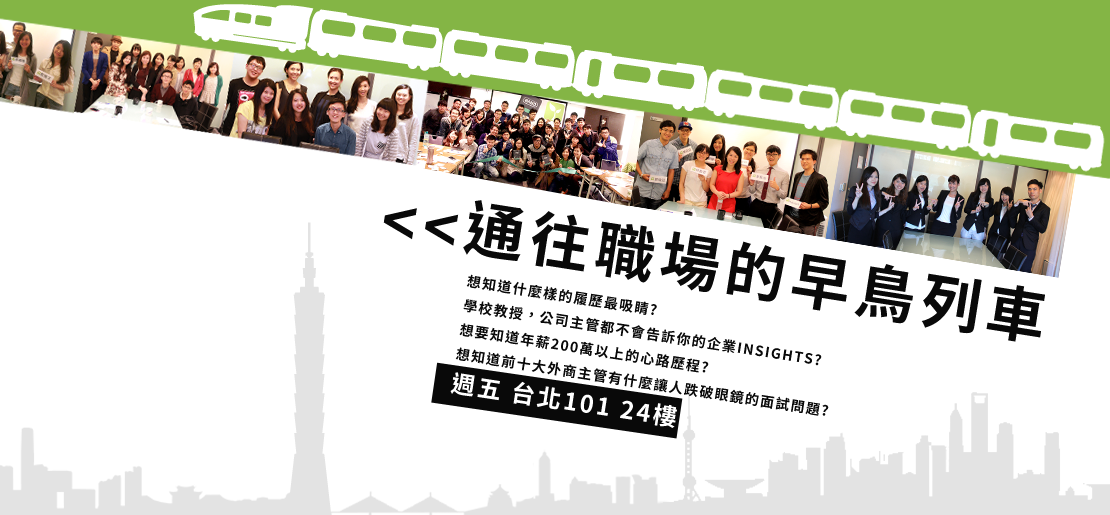 <<通往職場的早鳥列車
想知道什麼樣的履歷最吸睛?
學校教授，公司主管都不會告訴你的企業INSIGHTS?
想要知道年薪200萬以上的心路歷程?
想知道前十大外商主管有什麼讓人跌破眼鏡的面試問題?
週五 台北101 24樓